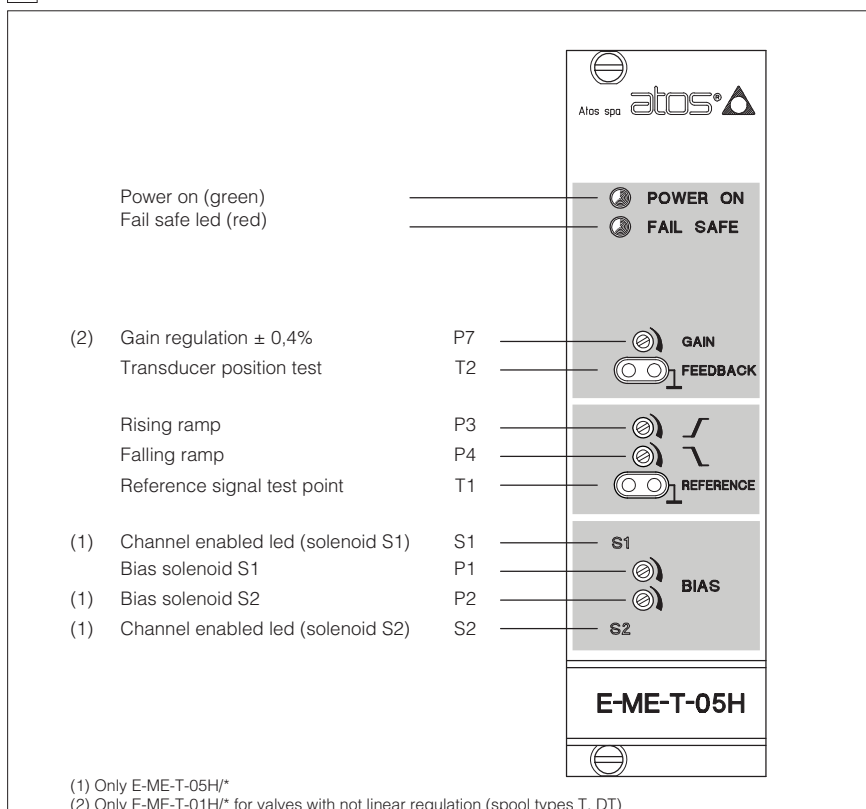 Atos spa atos®
Power on (green) POWER ON
Fail safe led (red) FAIL SAFE
(2) Gain regulation ± 0,4% P7 GAIN
Transducer position test T2 FEEDBACK
Rising ramp P3
Falling ramp P4
Reference signal test point T1 REFERENCE
(1) Channel enabled led (solenoid S1) S1 S1
Bias solenoid S1 P1
BIAS
(1) Bias solenoid S2 P2
(1) Channel enabled led (solenoid S2) S2 S2
E-ME-T-05H
(1) Only E-ME-T-05H/*
(2) Only E-ME-T-01H/* for valves with not linear regulation (spool types T, DT)